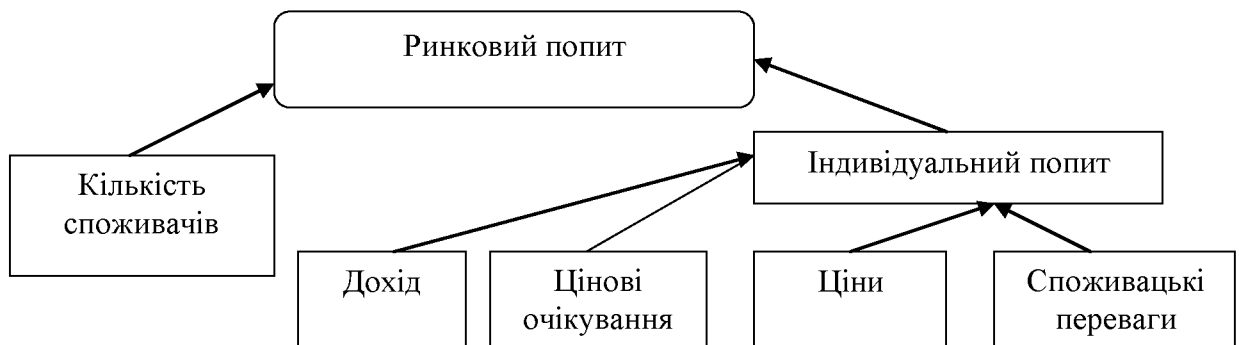 Ринковий попит
Індивідуальний попит
Кількість
споживачів
Дохід
Цінові
очікування
Ціни
Споживацькі
переваги